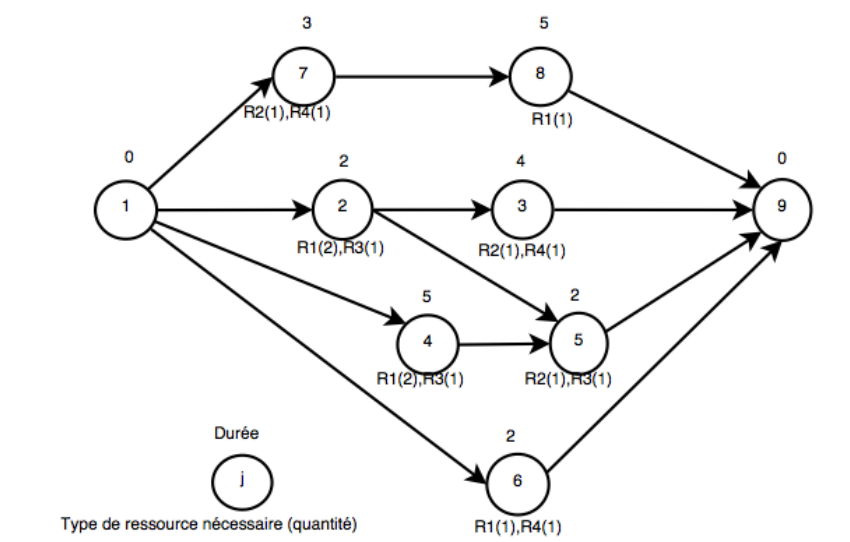 3
5
7
8
R2(1),R4(1)
R1(1)
0
2
4
0
1
2
3
9
R1(2),R3(1)
R2(1),R4(1)
5
2
4
5
R1(2),R3(1)
R2(1),R3(1)
Durée
2
j
6
Type de ressource nécessaire (quantité)
R1(1),R4(1)